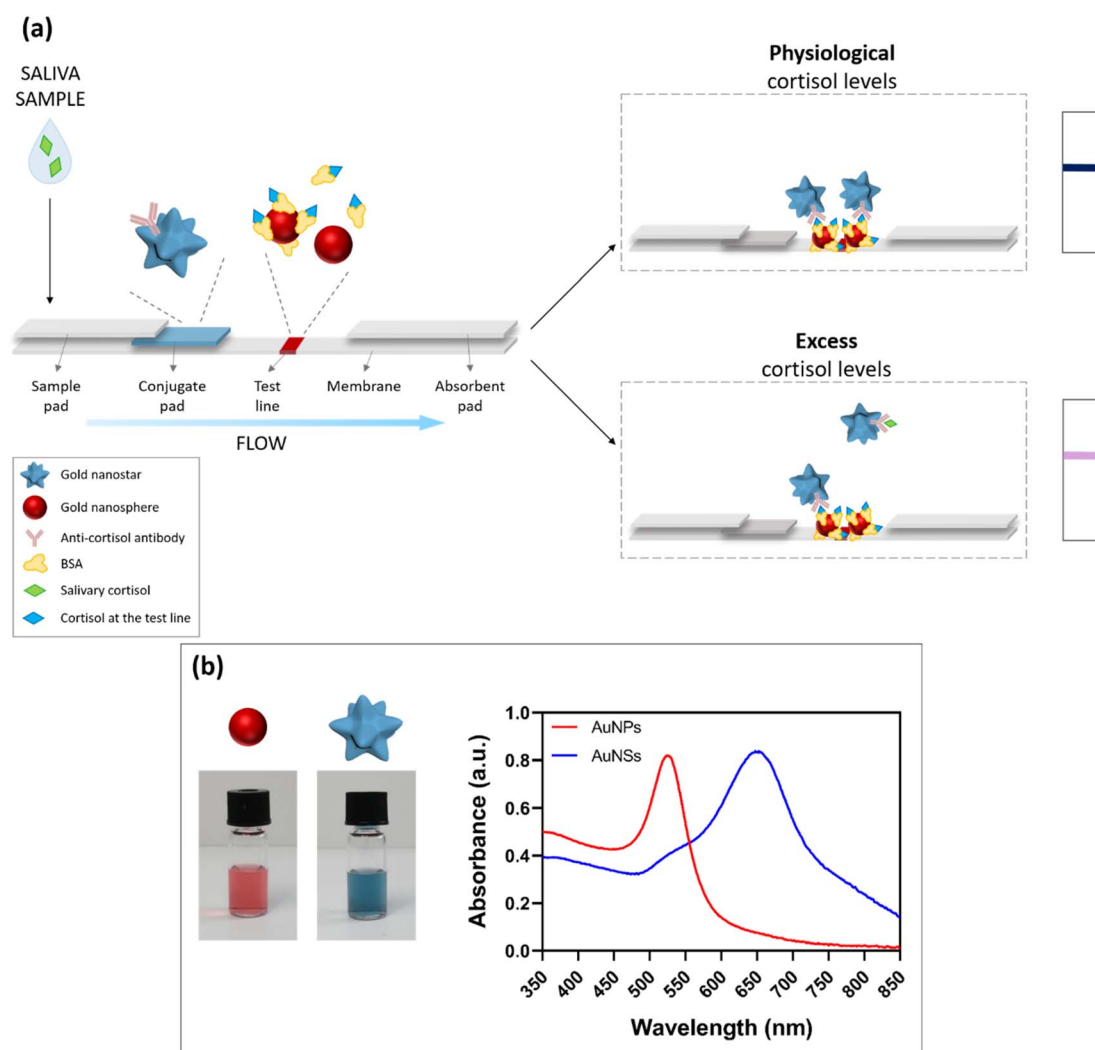 (a)
SALIVA
SAMPLE
Sample
pad
Conjugate
pad
Test
line
Membrane
Absorbent
pad
FLOW
Gold nanostar
Gold nanosphere
Anti-cortisol antibody
BSA
Salivary cortisol
Cortisol at the test line
Physiological
cortisol levels
Excess
cortisol levels
(b)
AuNPs
AuNSs
Absorbance (a.u.)
1.0
0.8
0.6
0.4
0.2
0.0
350
400
450
500
550
600
650
700
750
800
850
Wavelength (nm)